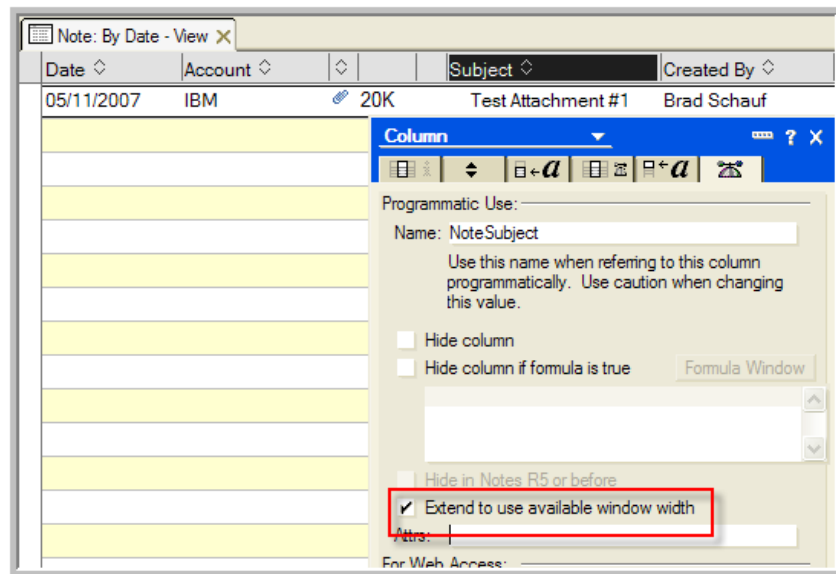 Note: By Date - View
Date Account Subject Created By
05/11/2007 IBM 20K Test Attachment #1 Brad Schauf
Column
?
Programmatic Use:
Name: NoteSubject
Use this name when referring to this column
programmatically. Use caution when changing
this value.
Hide column
Hide column if formula is true Formula Window
Hide in Notes R5 or before
Extend to use available window width
Attrs:
For Web Access: